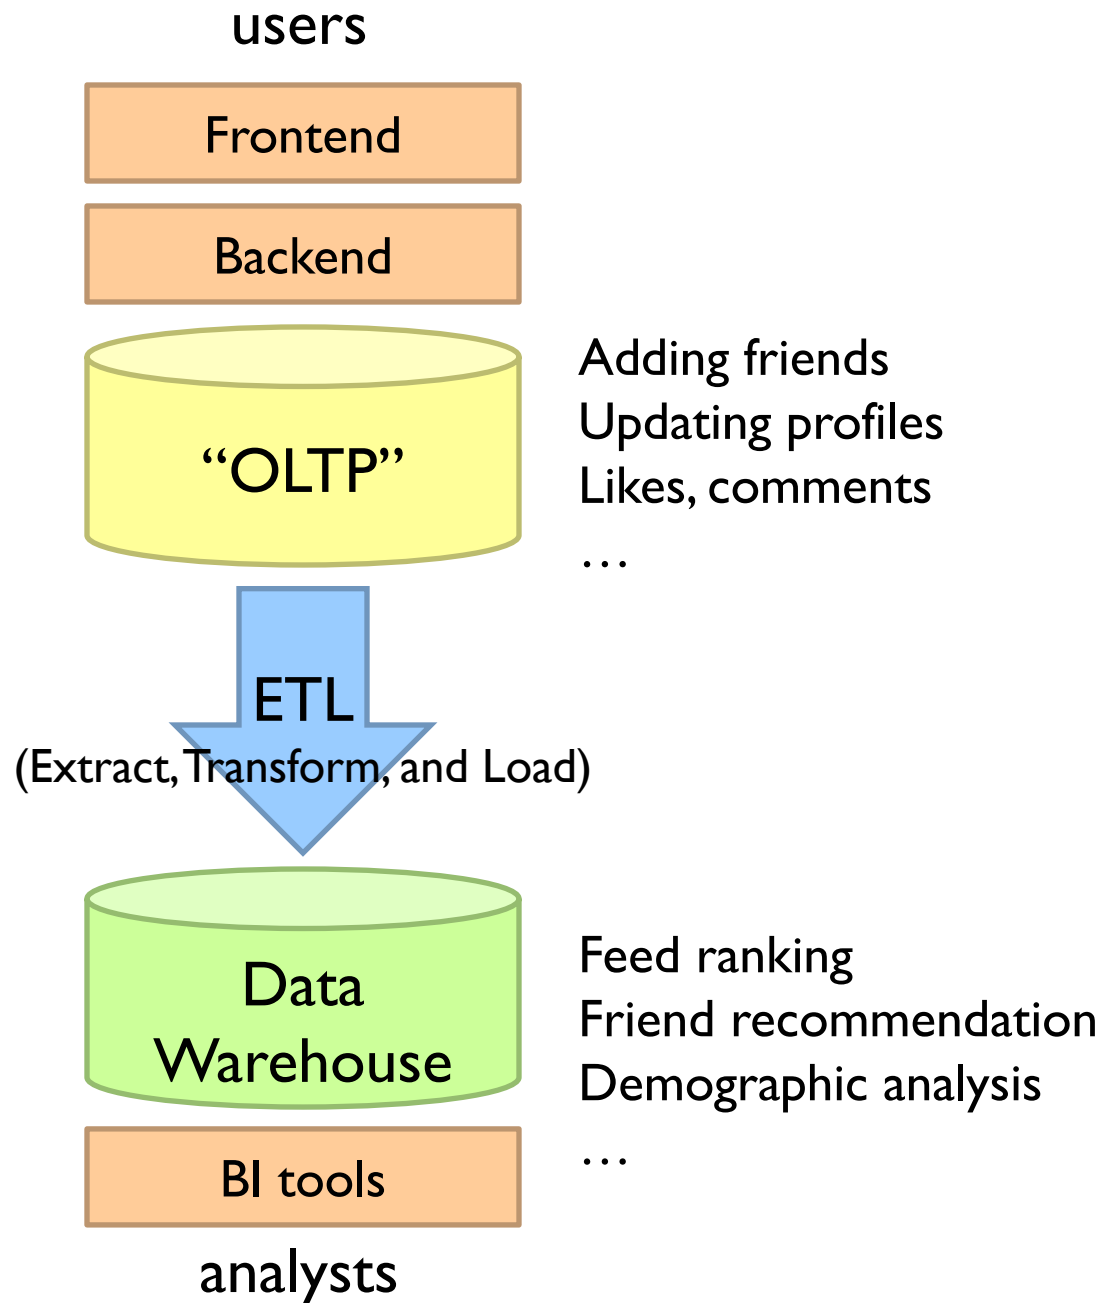 users
Frontend
Backend
“OLTP”
Adding friends
Updating profiles
Likes, comments
…
ETL
(Extract, Transform, and Load)
Data
Warehouse
Feed ranking
Friend recommendation
Demographic analysis
…
BI tools
analysts